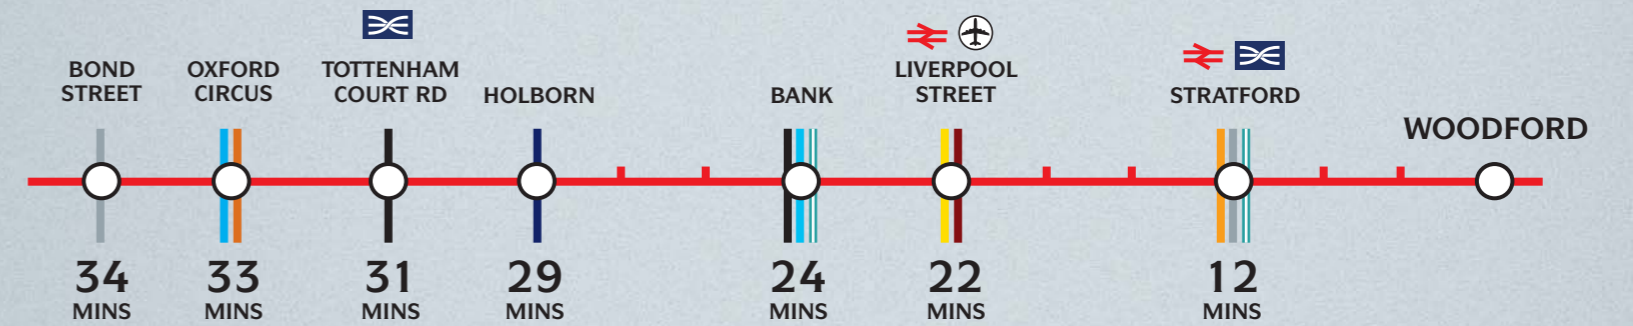 BOND
STREET
OXFORD
CIRCUS
TOTTENHAM
COURT RD
HOLBORN
BANK
LIVERPOOL
STREET
STRATFORD
WOODFORD
34
MINS
33
MINS
31
MINS
29
MINS
24
MINS
22
MINS
12
MINS